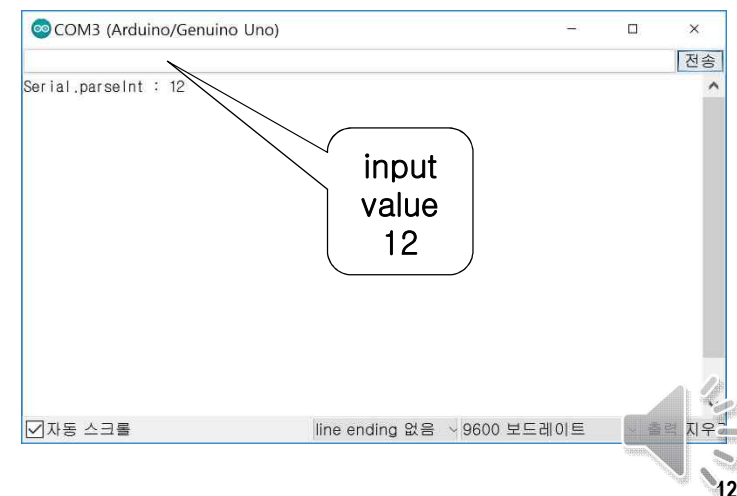 COM3 (Arduino/Genuino Uno)
전송
Serial.parseInt : 12
input
value
12
자동 스크롤
line ending 없음
9600 보드레이트
출력 지우
12